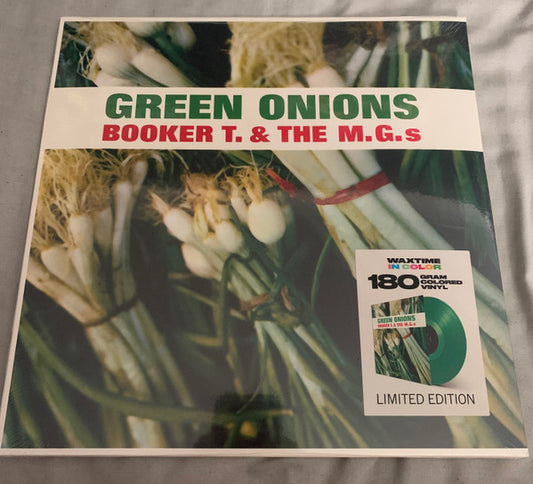 GREEN ONIONS
BOOKER T. & THE M.G.s
WAXTIME
IN COLOR
180 GRAM
COLORED
VINYL
GREEN ONIONS
BOOKER T. & THE M.G.s
LIMITED EDITION